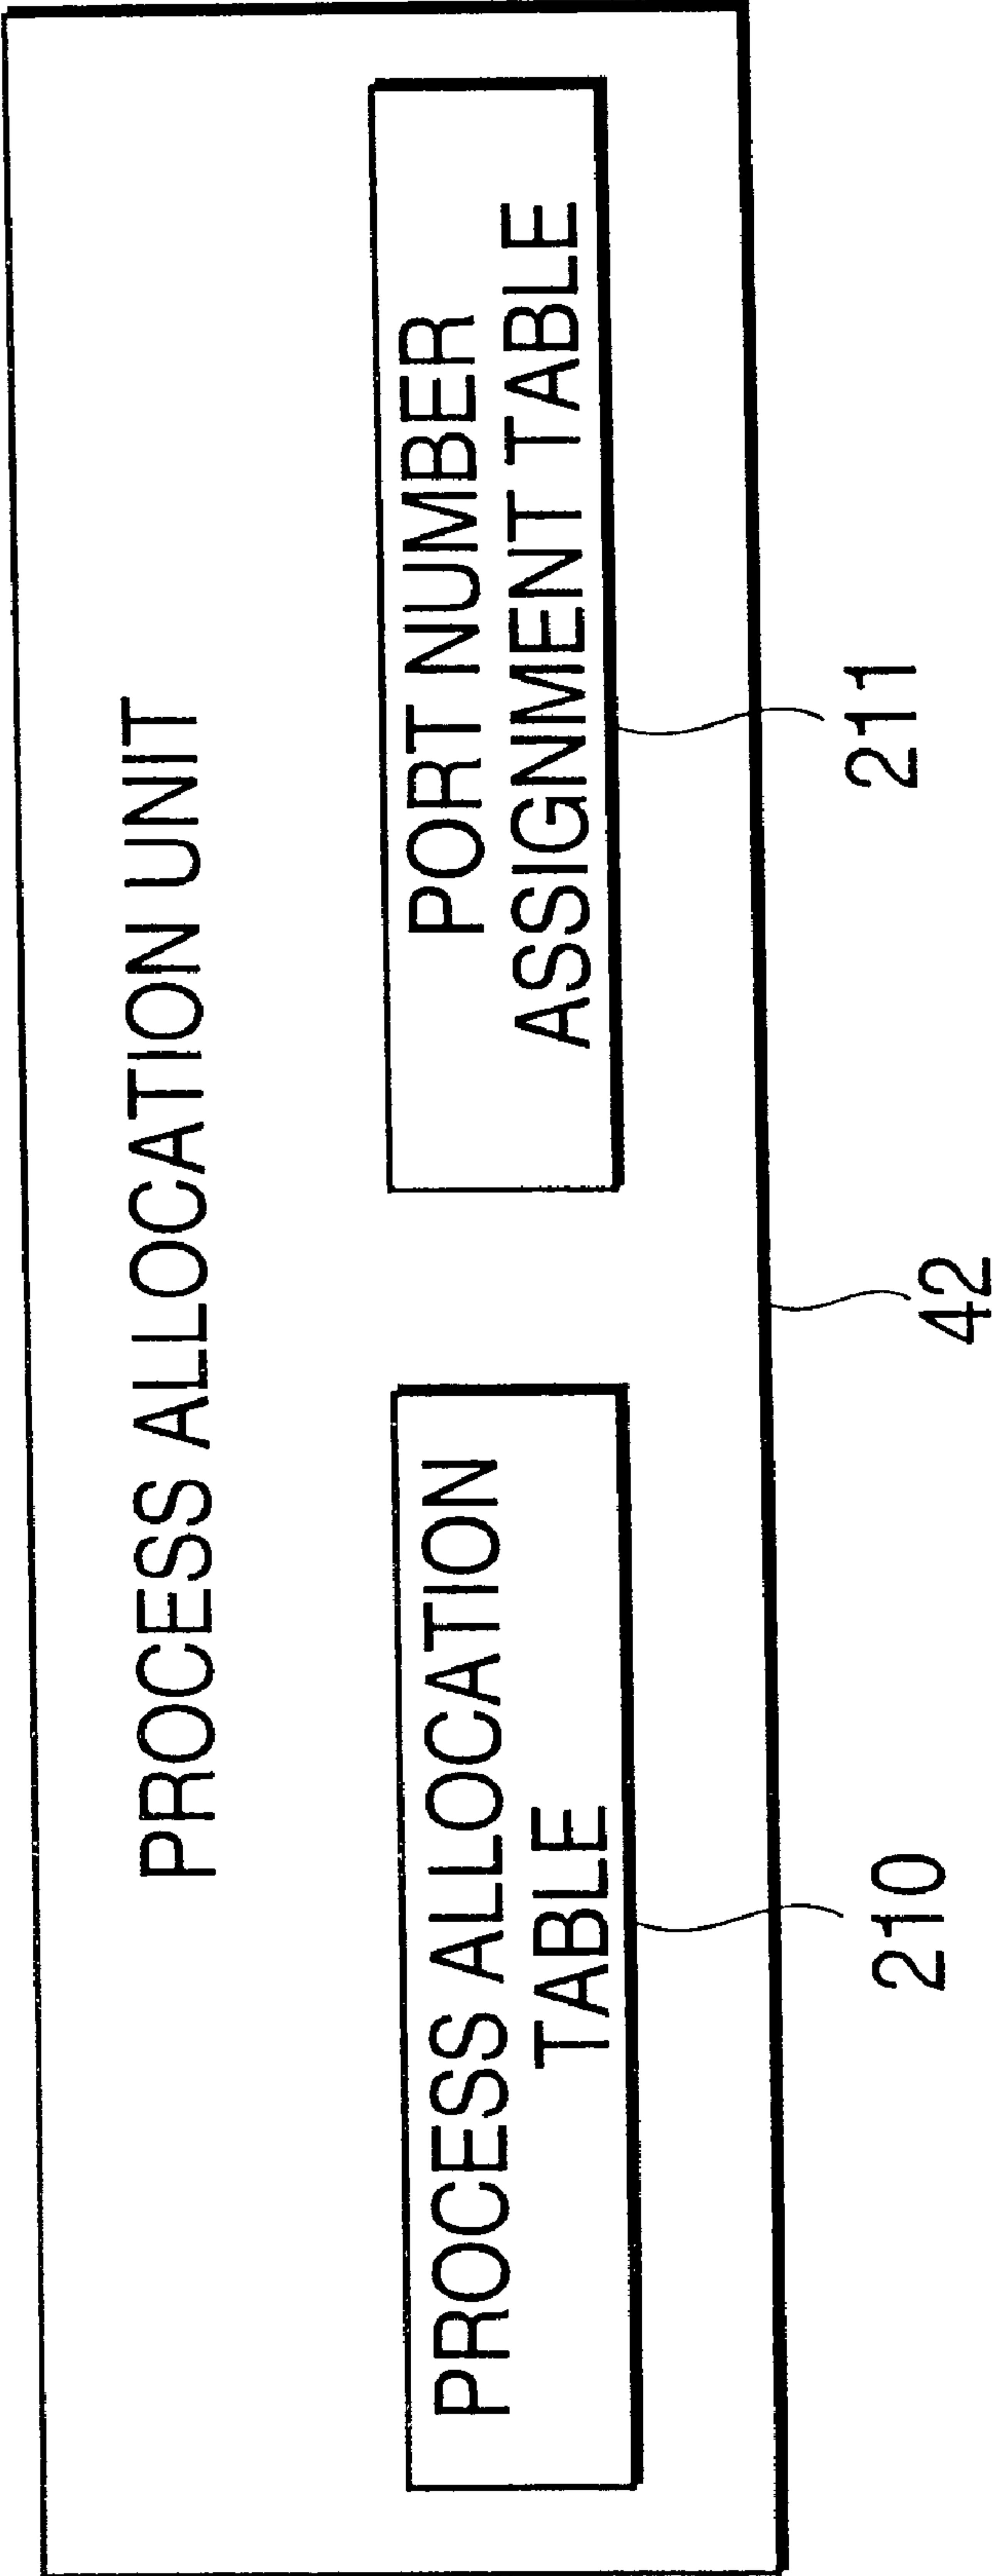 PROCESS ALLOCATION UNIT
PROCESS ALLOCATION
TABLE
PORT NUMBER
ASSIGNMENT TABLE
210
42
211